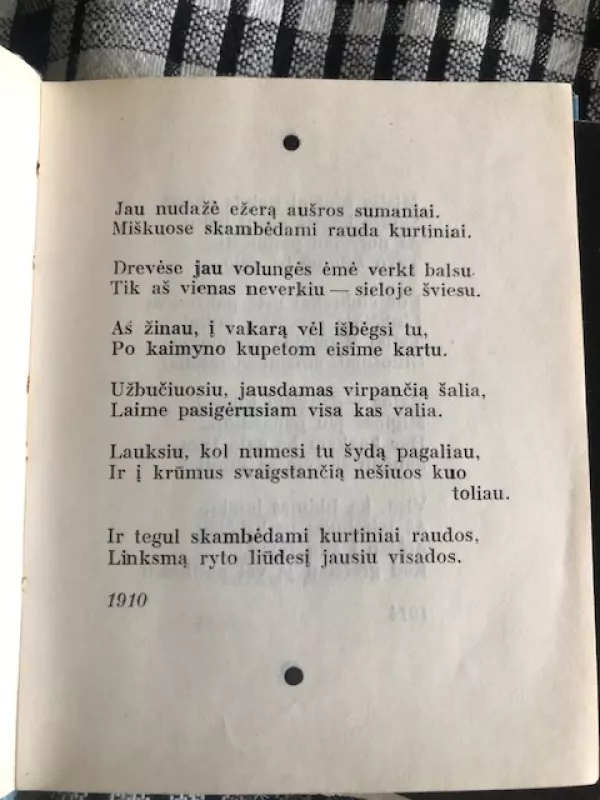 Jau nudažė ežerą aušros sumaniai.
Miškuose skambėdami rauda kurtiniai.
Drevėse jau volungės ėmė verkt balsu.
Tik aš vienas neverkiu — sieloje šviesu.
Aš žinau, į vakarą vėl išbėgsi tu,
Po kaimyno kupetom eisime kartu.
Užbučiuosiu, jausdamas virpančią šalia,
Laime pasigėrusiam visa kas valia.
Lauksiu, kol numesi tu šydą pagaliau,
Ir į krūmus svaigstančią nešiuos kuo
toliau.
Ir tegul skambėdami kurtiniai raudos,
Linksmą ryto liūdesį jausiu visados.
1910